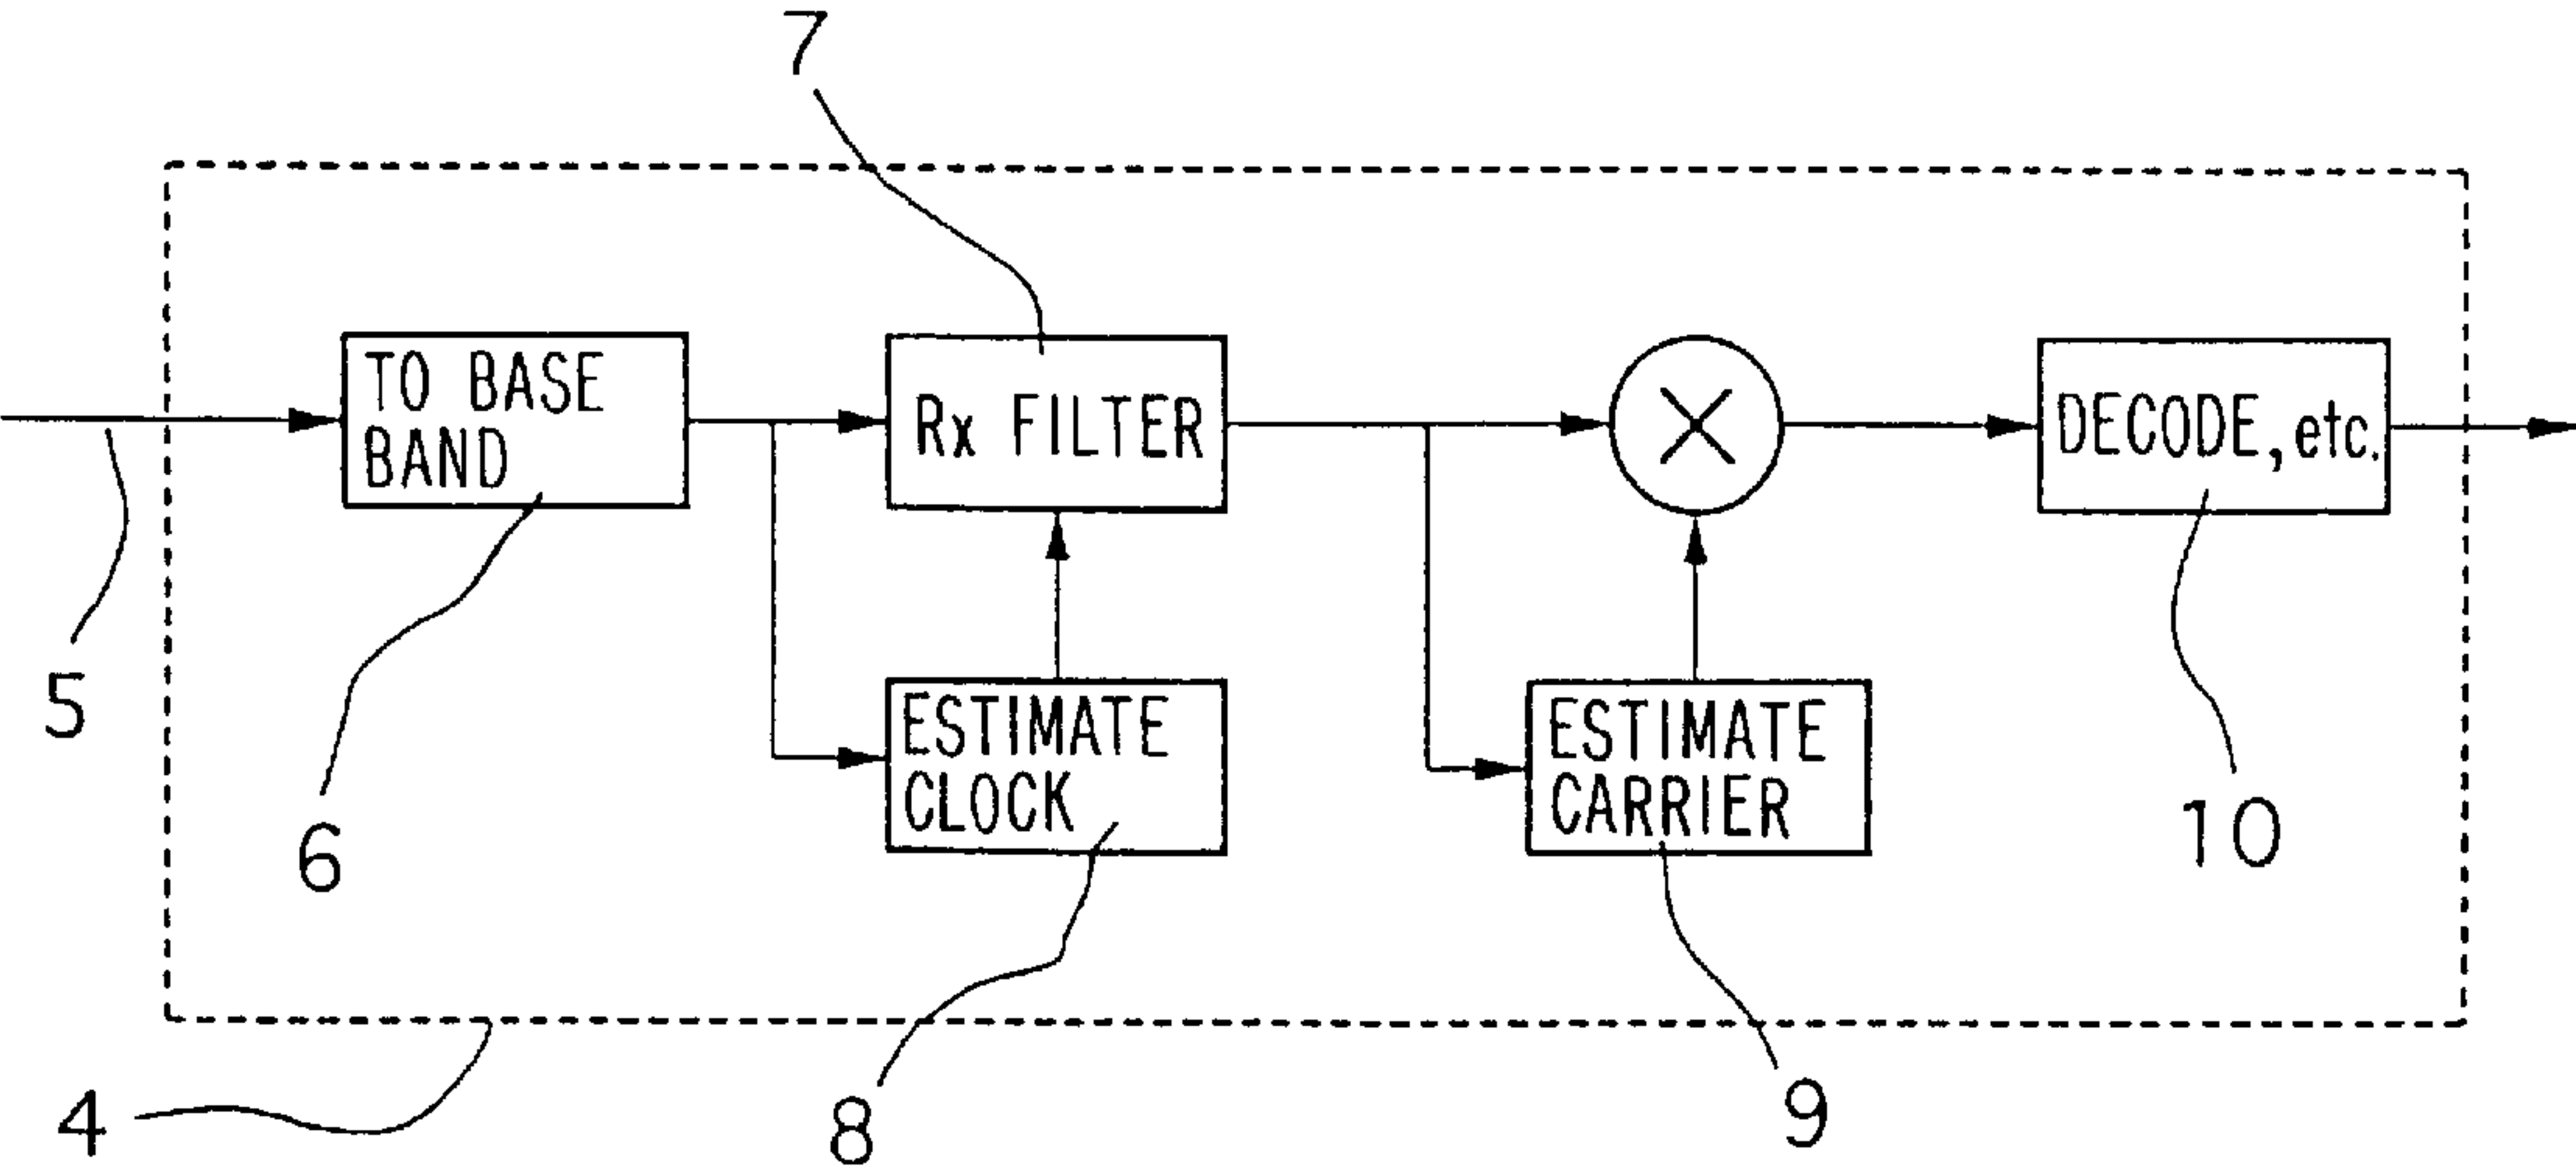 7
TO BASE
BAND
Rx FILTER
X
DECODE, etc.
5
6
ESTIMATE
CLOCK
ESTIMATE
CARRIER
10
4
8
9